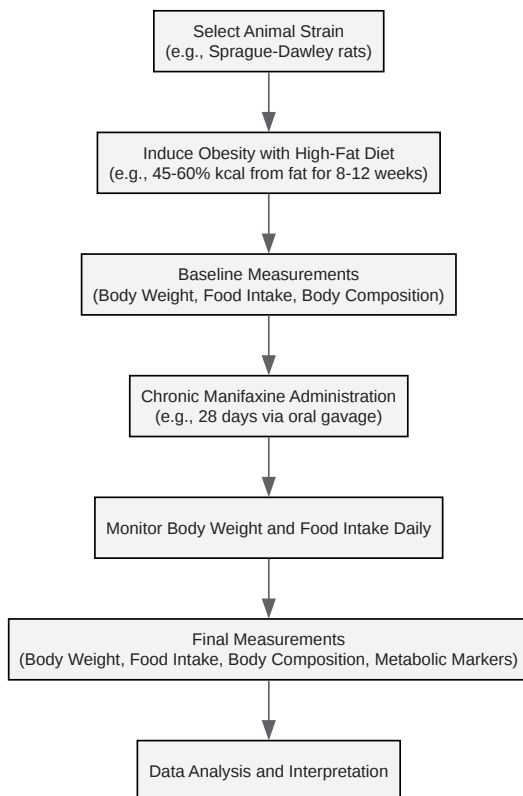 Select Animal Strain
(e.g., Sprague-Dawley rats)
Induce Obesity with High-Fat Diet
(e.g., 45-60% kcal from fat for 8-12 weeks)
Baseline Measurements
(Body Weight, Food Intake, Body Composition)
Chronic Manifaxine Administration
(e.g., 28 days via oral gavage)
Monitor Body Weight and Food Intake Daily
Final Measurements
(Body Weight, Food Intake, Body Composition, Metabolic Markers)
Data Analysis and Interpretation